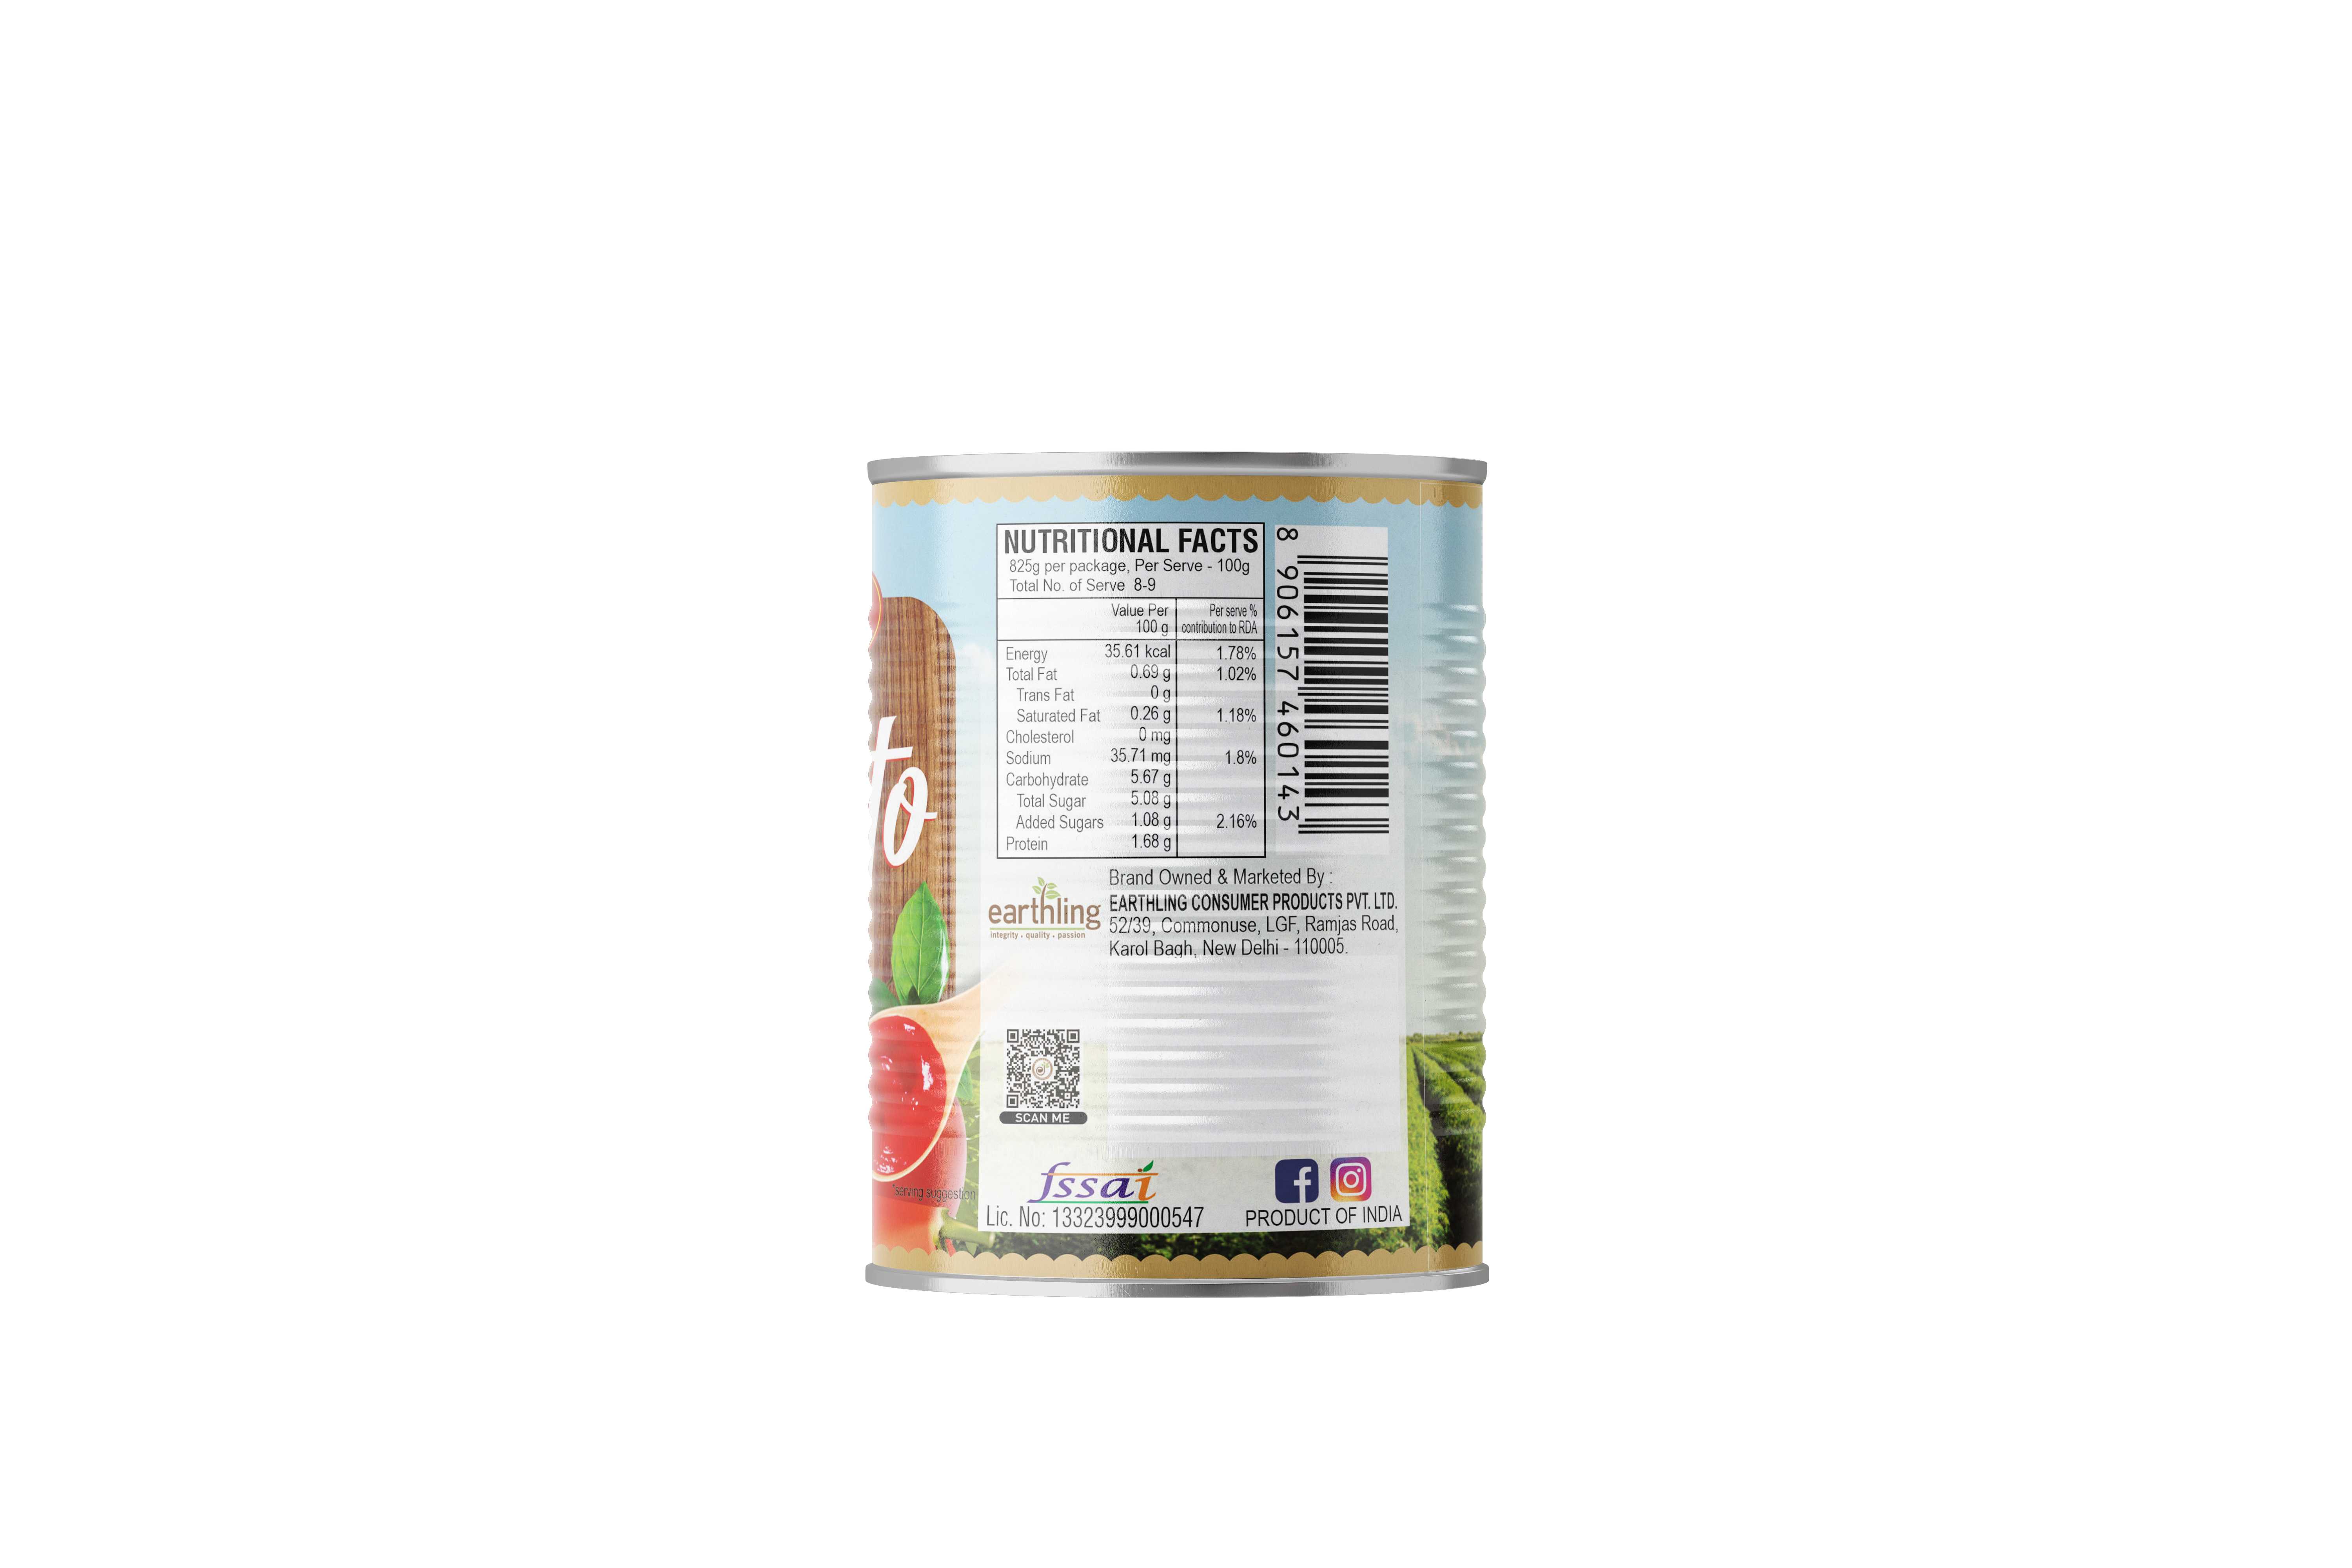 to
*serving suggestion
NUTRITIONAL FACTS
825g per package, Per Serve - 100g
Total No. of Serve 8-9
Value Per 100 g Per serve % contribution to RDA
Energy 35.61 kcal 1.78%
Total Fat 0.69 g 1.02%
Trans Fat 0 g
Saturated Fat 0.26 g 1.18%
Cholesterol 0 mg
Sodium 35.71 mg 1.8%
Carbohydrate 5.67 g
Total Sugar 5.08 g
Added Sugars 1.08 g 2.16%
Protein 1.68 g
8 906157 460143
earthling
integrity . quality . passion
Brand Owned & Marketed By :
EARTHLING CONSUMER PRODUCTS PVT. LTD.
52/39, Commonuse, LGF, Ramjas Road,
Karol Bagh, New Delhi - 110005.
SCAN ME
fssai
Lic. No: 13323999000547
PRODUCT OF INDIA